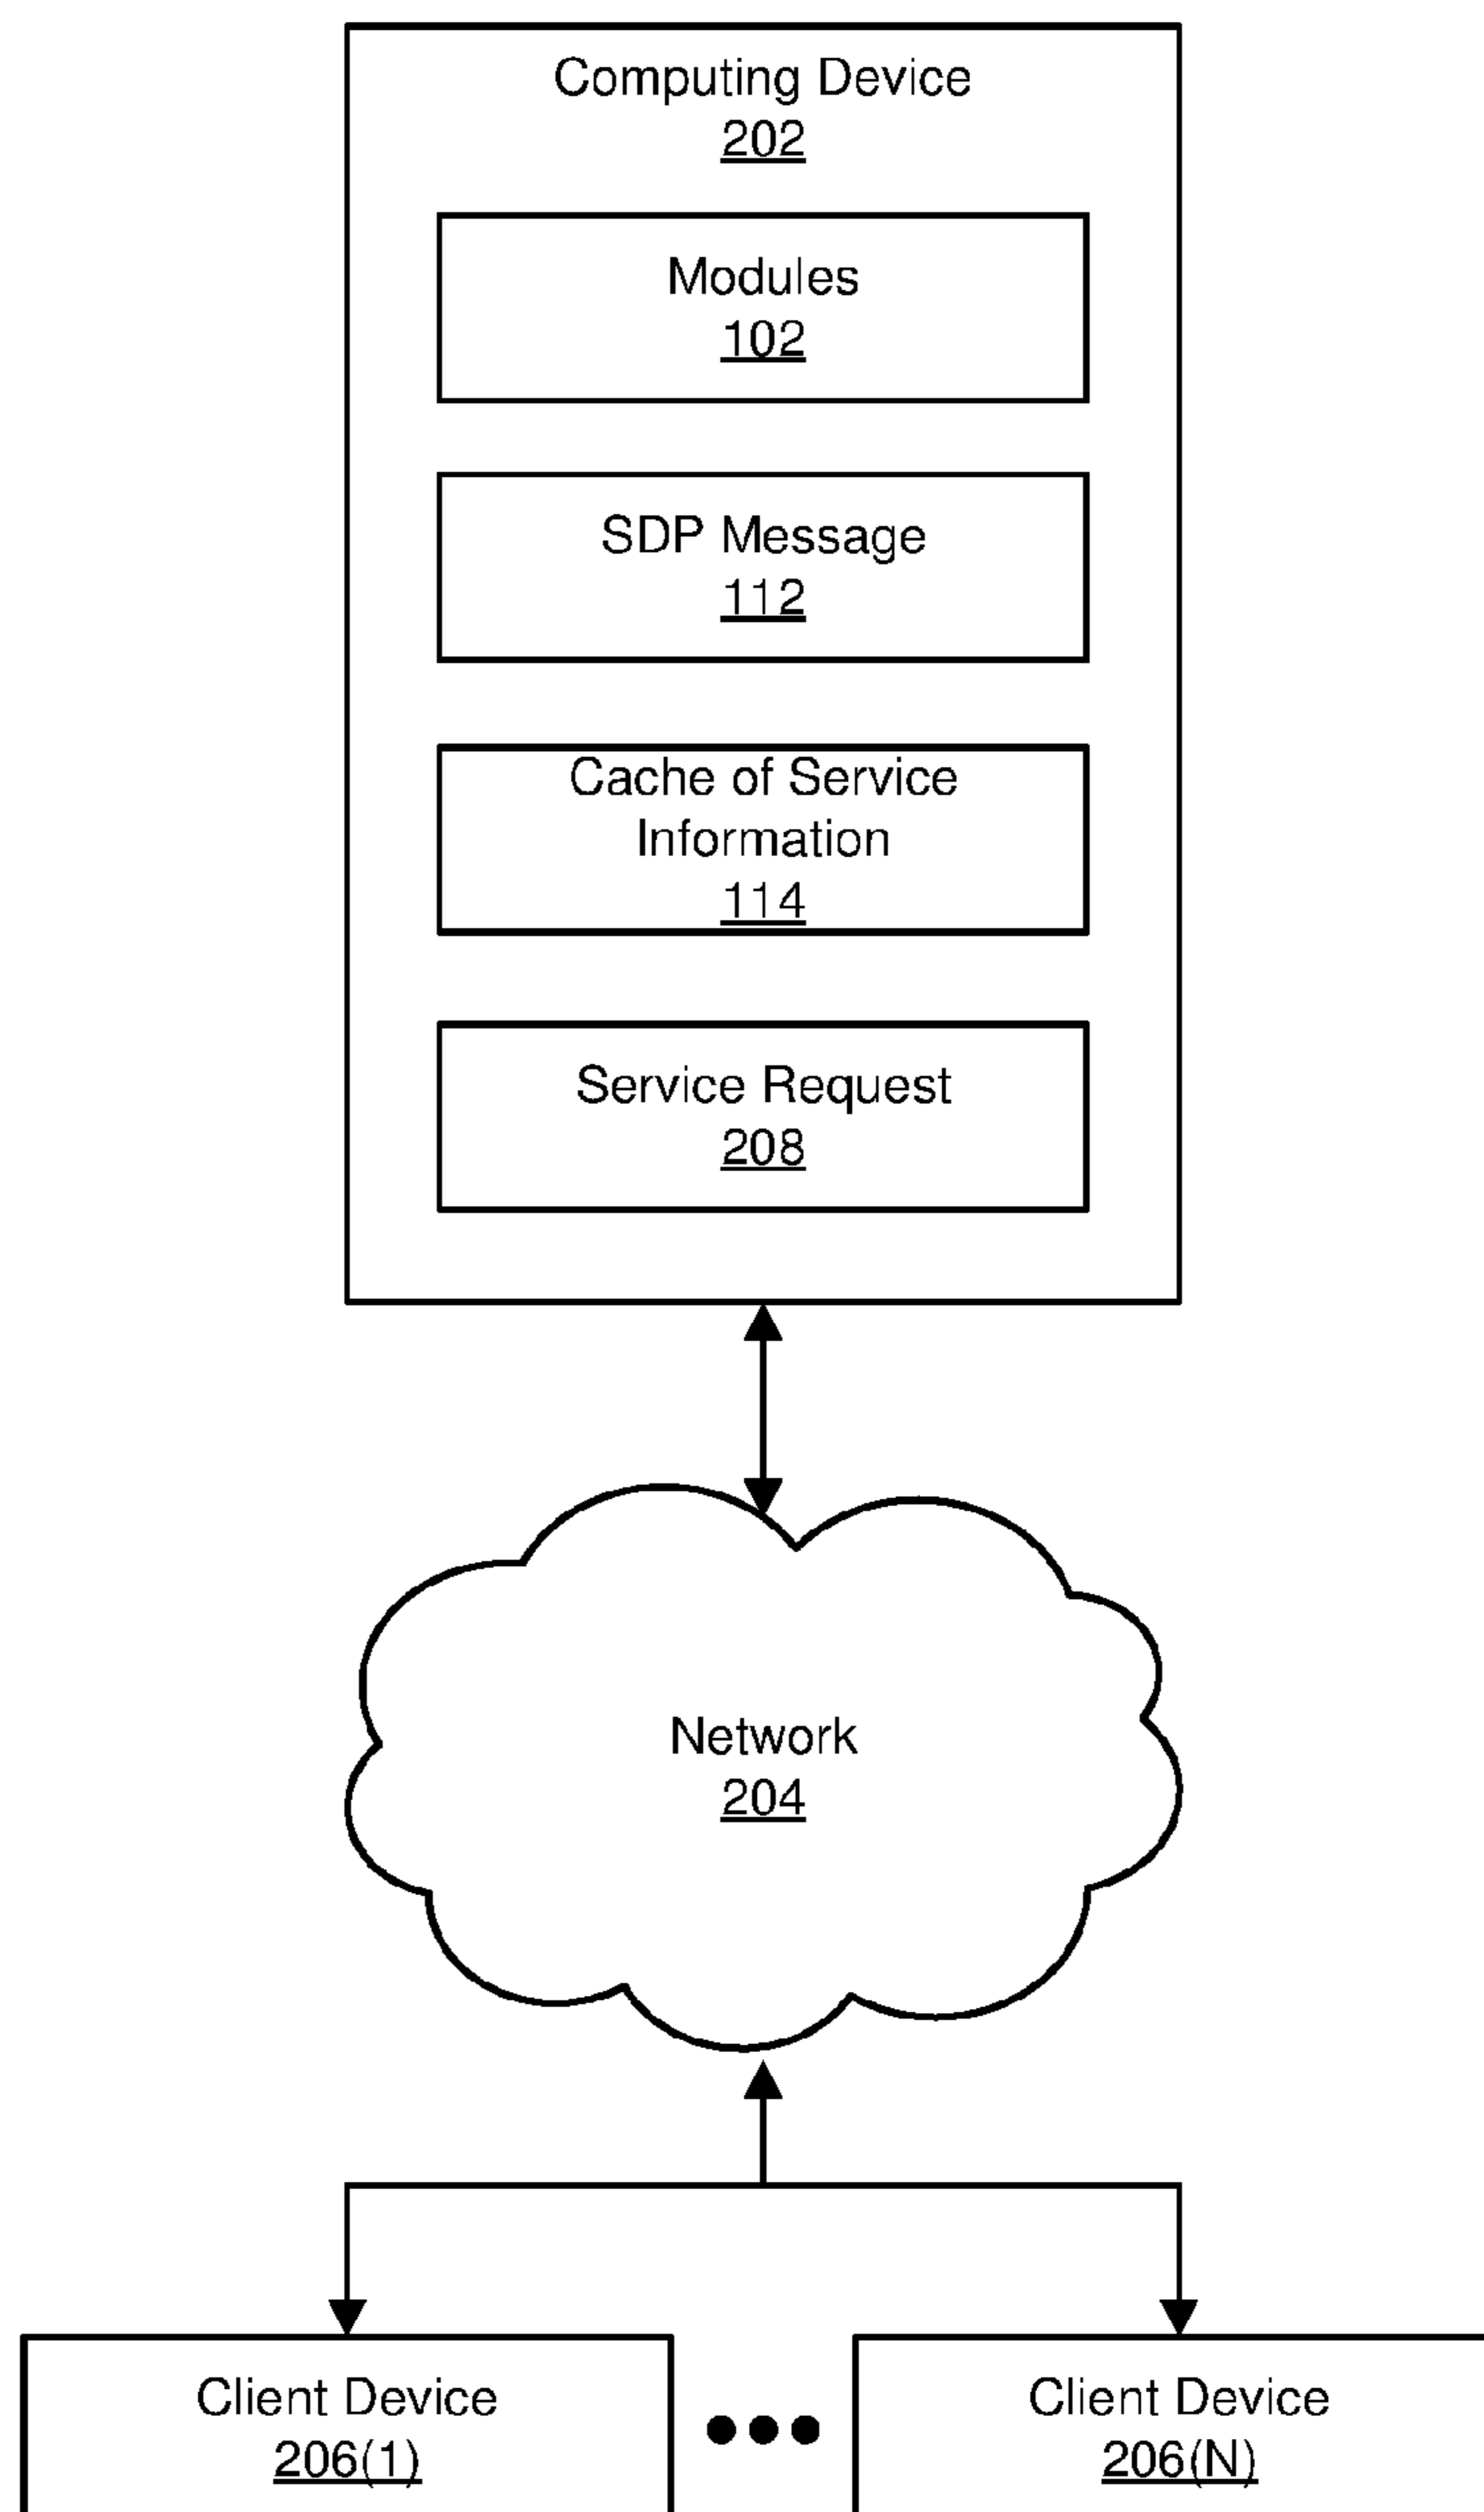 Computing Device
202
Modules
102
SDP Message
112
Cache of Service
Information
114
Service Request
208
Network
204
Client Device
206(1)
Client Device
206(N)